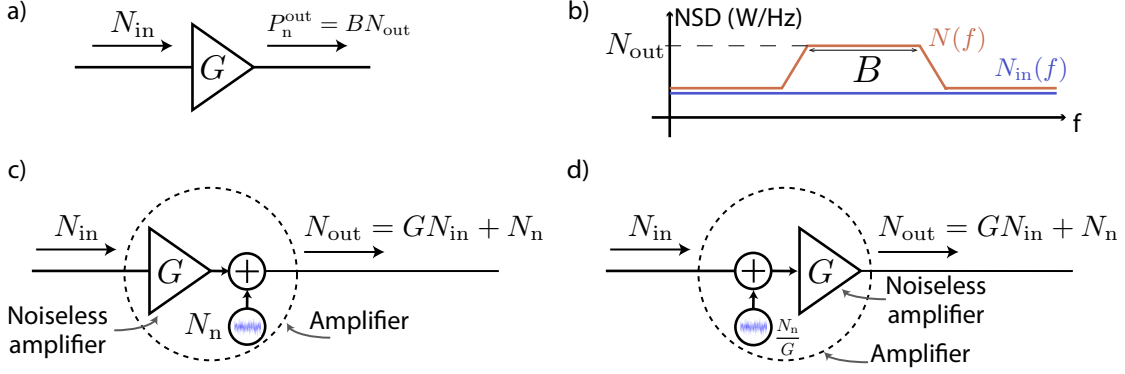 a)
N_in
P_n^out = BN_out
G
b)
NSD (W/Hz)
N_out
B
N(f)
N_in(f)
f
c)
N_in
G
+
N_out = GN_in + N_n
Noiseless
amplifier
N_n
Amplifier
d)
N_in
+
G
N_out = GN_in + N_n
N_n/G
Noiseless
amplifier
Amplifier